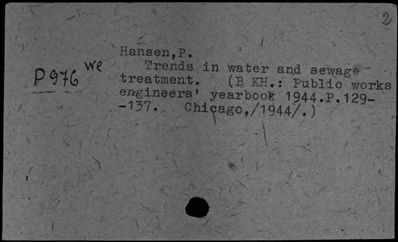 2
Hansen,P.
we
Trends in water and sewage
P976
treatment. (B KH.: Public works
engineers' yearbook 1944.P.129-
-137. Chicago,/1944/.)